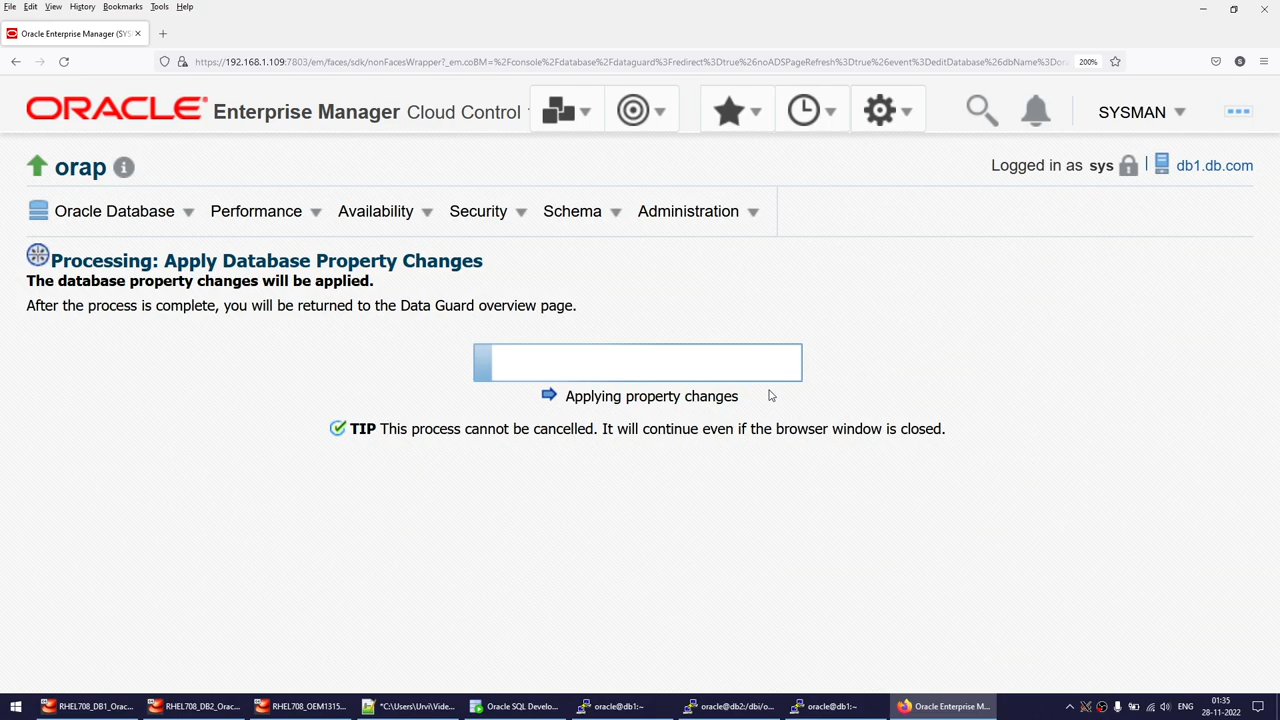 File Edit View History Bookmarks Tools Help
Oracle Enterprise Manager (SYS
https://192.168.1.109:7803/em/faces/sdk/nonFacesWrapper?_em.coBM=%2Fconsole%2Fdatabase%2Fdataguard%3Fredirect%3Dtrue%26noADSPageRefresh%3Dtrue%26event%3DeditDatabase%26dbName%3Dor 200%
ORACLE Enterprise Manager Cloud Control SYSMAN
orap Logged in as sys db1.db.com
Oracle Database Performance Availability Security Schema Administration
Processing: Apply Database Property Changes
The database property changes will be applied.
After the process is complete, you will be returned to the Data Guard overview page.
Applying property changes
TIP This process cannot be cancelled. It will continue even if the browser window is closed.
RHEL708_DB1_Orac... RHEL708_DB2_Orac... RHEL708_OEM1315... *C:\Users\Urvi\Vide... Oracle SQL Develo... oracle@db1:~ oracle@db2:/dbi/o... oracle@db1:~ Oracle Enterprise M... ENG 01:35
28-11-2022